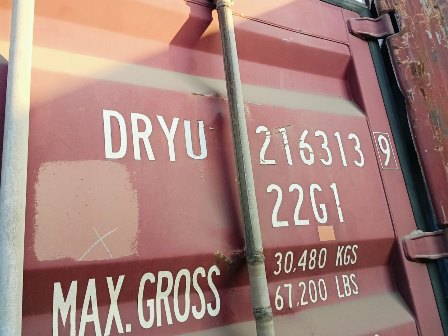 DRYU 216313 9
22G1
MAX. GROSS 30.480 KGS
67.200 LBS